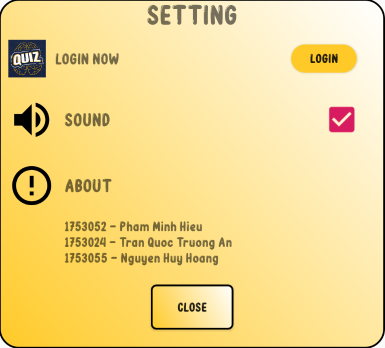 SETTING
QUIZ
LOGIN NOW
LOGIN
SOUND
ABOUT
1753052 - Pham Minh Hieu
1753024 - Tran Quoc Truong An
1753055 - Nguyen Huy Hoang
CLOSE